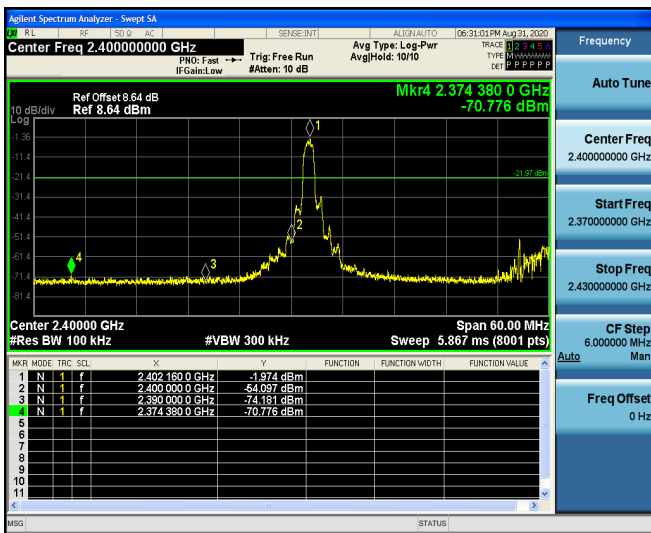 Agilent Spectrum Analyzer - Swept SA
RL RF 50 Ω AC SENSE:INT ALIGN AUTO 06:31:01 PM Aug 31, 2020
Center Freq 2.400000000 GHz
PNO: Fast
IFGain:Low
Trig: Free Run
#Atten: 10 dB
Avg Type: Log-Pwr
Avg|Hold: 10/10
TRACE 1 2 3 4 5 6
TYPE M W W W W W
DET P P P P P P
Ref Offset 8.64 dB
Ref 8.64 dBm
10 dB/div
Log
Mkr4 2.374 380 0 GHz
-70.776 dBm
-1.36
-11.4
-21.4
-31.4
-41.4
-51.4
-61.4
-71.4
-81.4
1
2
3
4
-21.97 dBm
Center 2.40000 GHz
Span 60.00 MHz
#Res BW 100 kHz
#VBW 300 kHz
Sweep 5.867 ms (8001 pts)
MKR MODE TRC SCL X Y FUNCTION FUNCTION WIDTH FUNCTION VALUE
1 N 1 f 2.402 160 0 GHz -1.974 dBm
2 N 1 f 2.400 000 0 GHz -54.097 dBm
3 N 1 f 2.390 000 0 GHz -74.181 dBm
4 N 1 f 2.374 380 0 GHz -70.776 dBm
5
6
7
8
9
10
11
MSG
STATUS
Frequency
Auto Tune
Center Freq
2.400000000 GHz
Start Freq
2.370000000 GHz
Stop Freq
2.430000000 GHz
CF Step
6.000000 MHz
Auto Man
Freq Offset
0 Hz